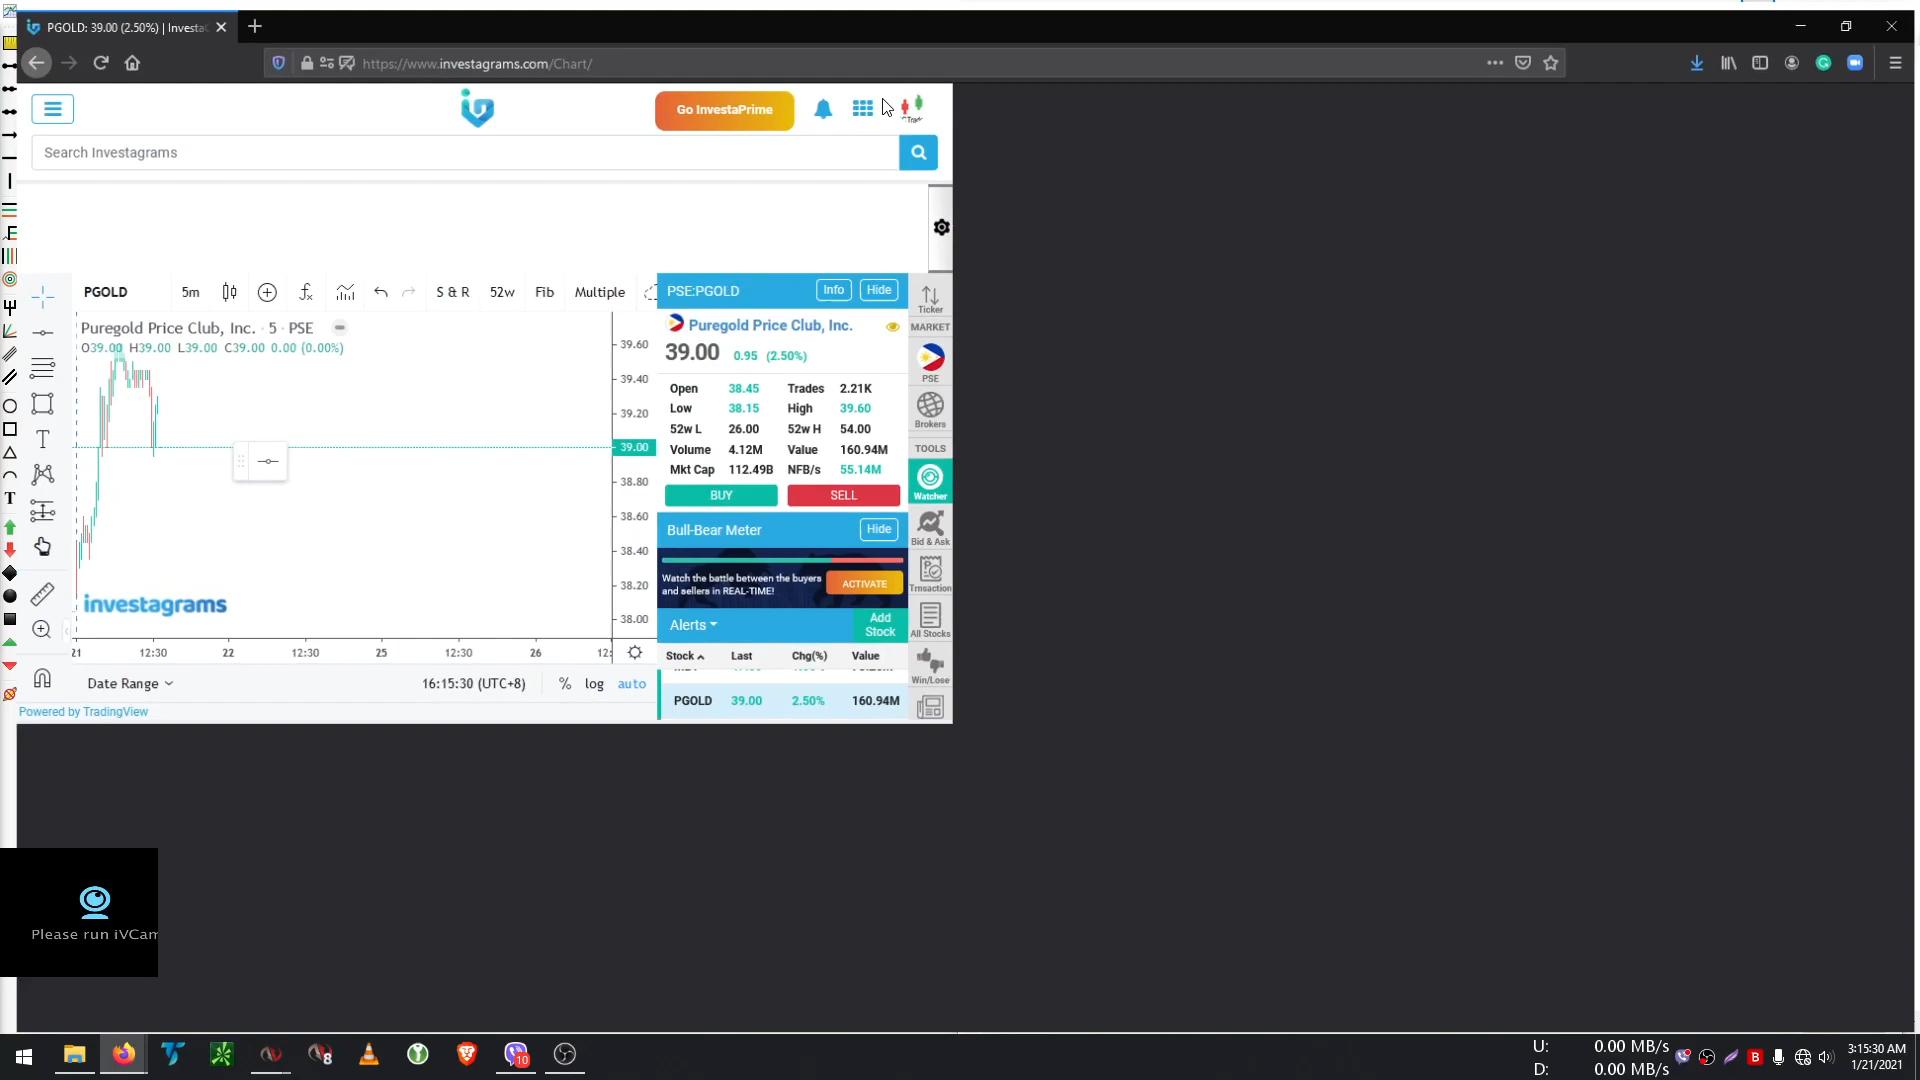 PGOLD: 39.00 (2.50%) | Investa
https://www.investagrams.com/Chart/
Go InvestaPrime
Search Investagrams
PGOLD 5m S & R 52w Fib Multiple
Puregold Price Club, Inc. · 5 · PSE
O39.00 H39.00 L39.00 C39.00 0.00 (0.00%)
39.60
39.40
39.20
39.00
38.80
38.60
38.40
38.20
38.00
investagrams
21 12:30 22 12:30 25 12:30 26 12:
Date Range 16:15:30 (UTC+8) % log auto
Powered by TradingView
PSE:PGOLD Info Hide
Puregold Price Club, Inc.
39.00 0.95 (2.50%)
Open 38.45 Trades 2.21K
Low 38.15 High 39.60
52w L 26.00 52w H 54.00
Volume 4.12M Value 160.94M
Mkt Cap 112.49B NFB/s 55.14M
BUY SELL
Bull-Bear Meter Hide
Watch the battle between the buyers
and sellers in REAL-TIME!
ACTIVATE
Alerts Add
Stock
Stock Last Chg(%) Value
PGOLD 39.00 2.50% 160.94M
Ticker
MARKET
PSE
Brokers
TOOLS
Watcher
Bid & Ask
Trnsaction
All Stocks
Win/Lose
T
T
Please run iVCam
8
10
U: 0.00 MB/s
D: 0.00 MB/s
B
3:15:30 AM
1/21/2021